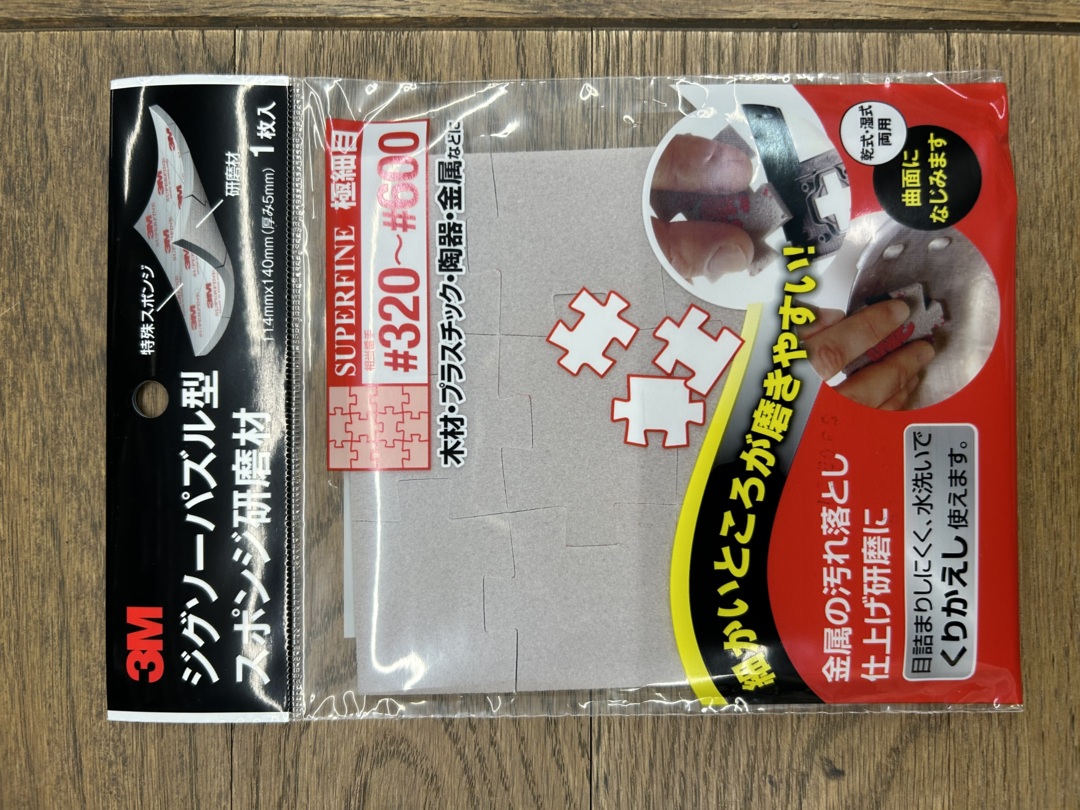 3M
ジグソーパズル型
スポンジ研磨材
特殊スポンジ
研磨材
114mm×140mm(厚み5mm) 1枚入
SUPERFINE 極細目
相当番手
#320〜#600
木材・プラスチック・陶器・金属などに
細かいところが磨きやすい!
乾式・湿式
両用
曲面に
なじみます
金属の汚れ落とし
仕上げ研磨に
目詰まりしにくく、水洗いで
くりかえし使えます。